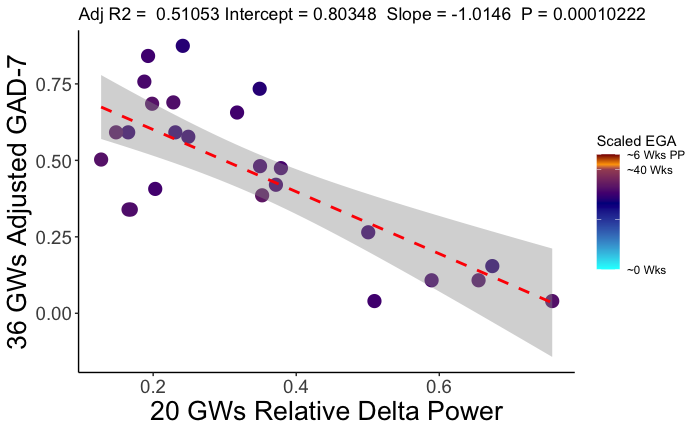 Adj R2 =  0.51053 Intercept = 0.80348  Slope = -1.0146  P = 0.00010222
36 GWs Adjusted GAD-7
0.75
0.50
0.25
0.00
0.2
0.4
0.6
20 GWs Relative Delta Power
Scaled EGA
~6 Wks PP
~40 Wks
~0 Wks